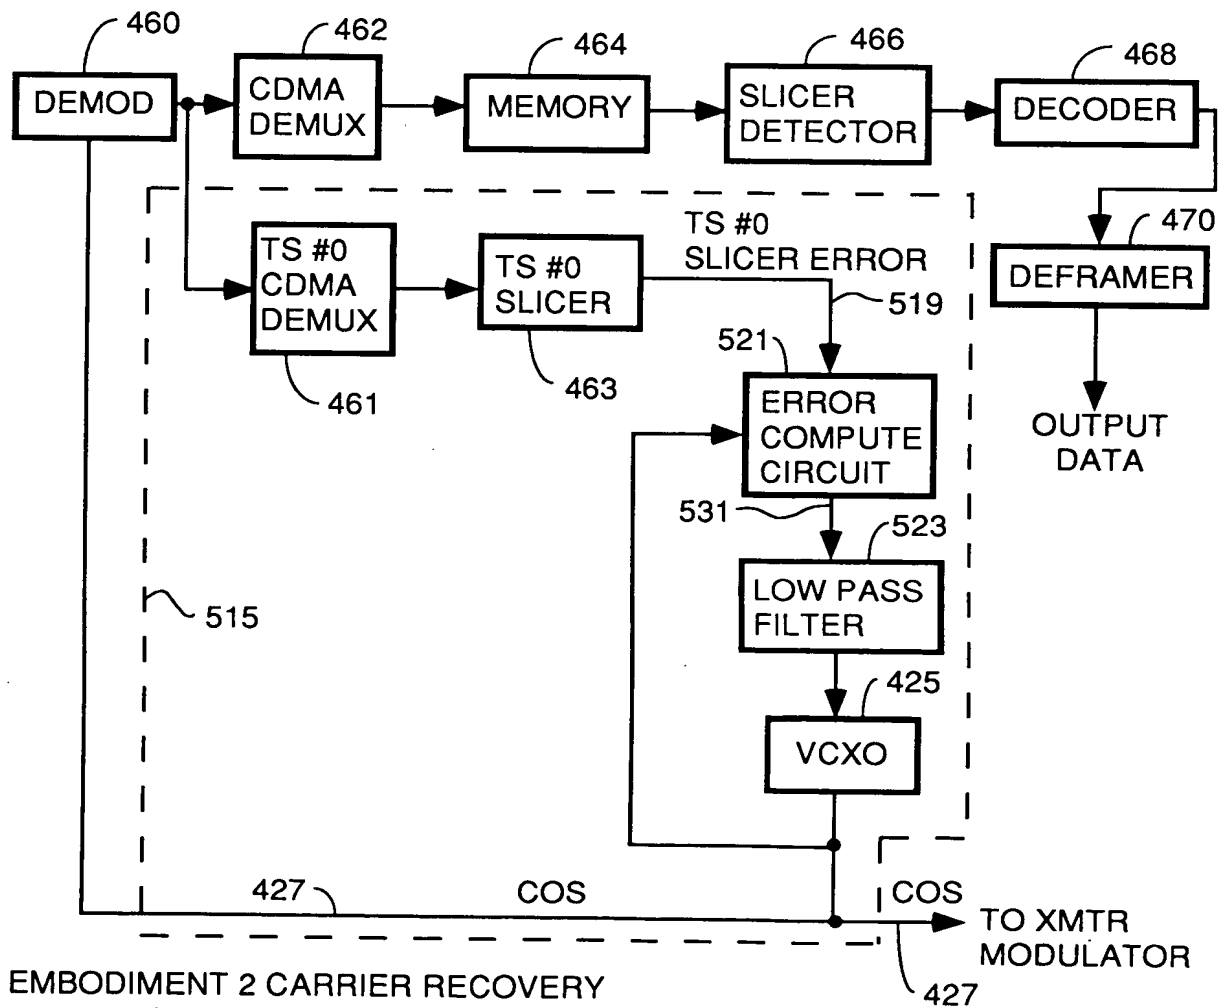 460
462
464
466
468
DEMOD
CDMA
DEMUX
MEMORY
SLICER
DETECTOR
DECODER
TS #0
CDMA
DEMUX
461
TS #0
SLICER
463
TS #0
SLICER ERROR
519
470
DEFRAMER
OUTPUT
DATA
521
ERROR
COMPUTE
CIRCUIT
531
523
LOW PASS
FILTER
515
425
VCXO
427
COS
COS
TO XMTR
MODULATOR
427
EMBODIMENT 2 CARRIER RECOVERY